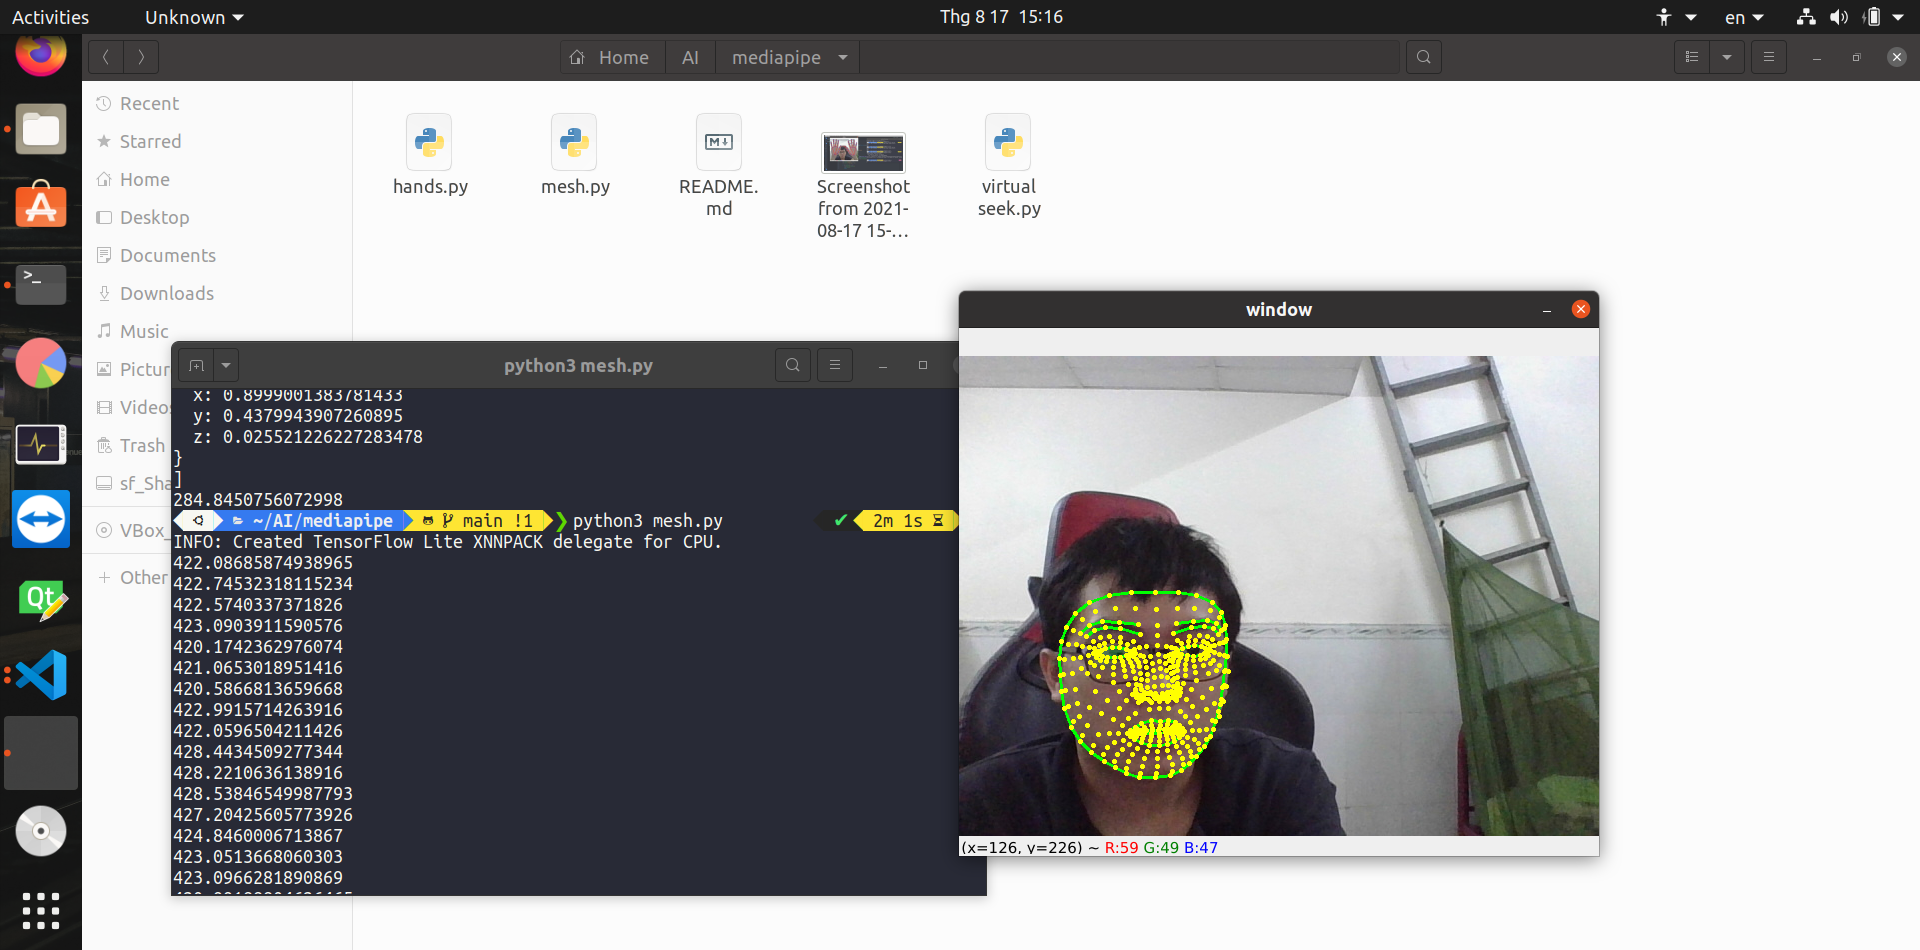 Activities
Unknown
Thg 8 17 15:16
en
Home
AI
mediapipe
Recent
Starred
Home
Desktop
Documents
Downloads
Music
Pictur
Videos
Trash
sf_Sha
VBox_
Other
hands.py
mesh.py
README.
md
Screenshot
from 2021-
08-17 15-…
virtual
seek.py
python3 mesh.py
x: 0.8999001383781433
y: 0.4379943907260895
z: 0.025521226227283478
}
]
284.8450756072998
~/AI/mediapipe main !1 ❯ python3 mesh.py ✔ 2m 1s
INFO: Created TensorFlow Lite XNNPACK delegate for CPU.
422.08685874938965
422.74532318115234
422.5740337371826
423.0903911590576
420.1742362976074
421.0653018951416
420.5866813659668
422.9915714263916
422.0596504211426
428.4434509277344
428.2210636138916
428.53846549987793
427.20425605773926
424.8460006713867
423.0513668060303
423.0966281890869
window
(x=126, y=226) ~ R:59 G:49 B:47
Qt